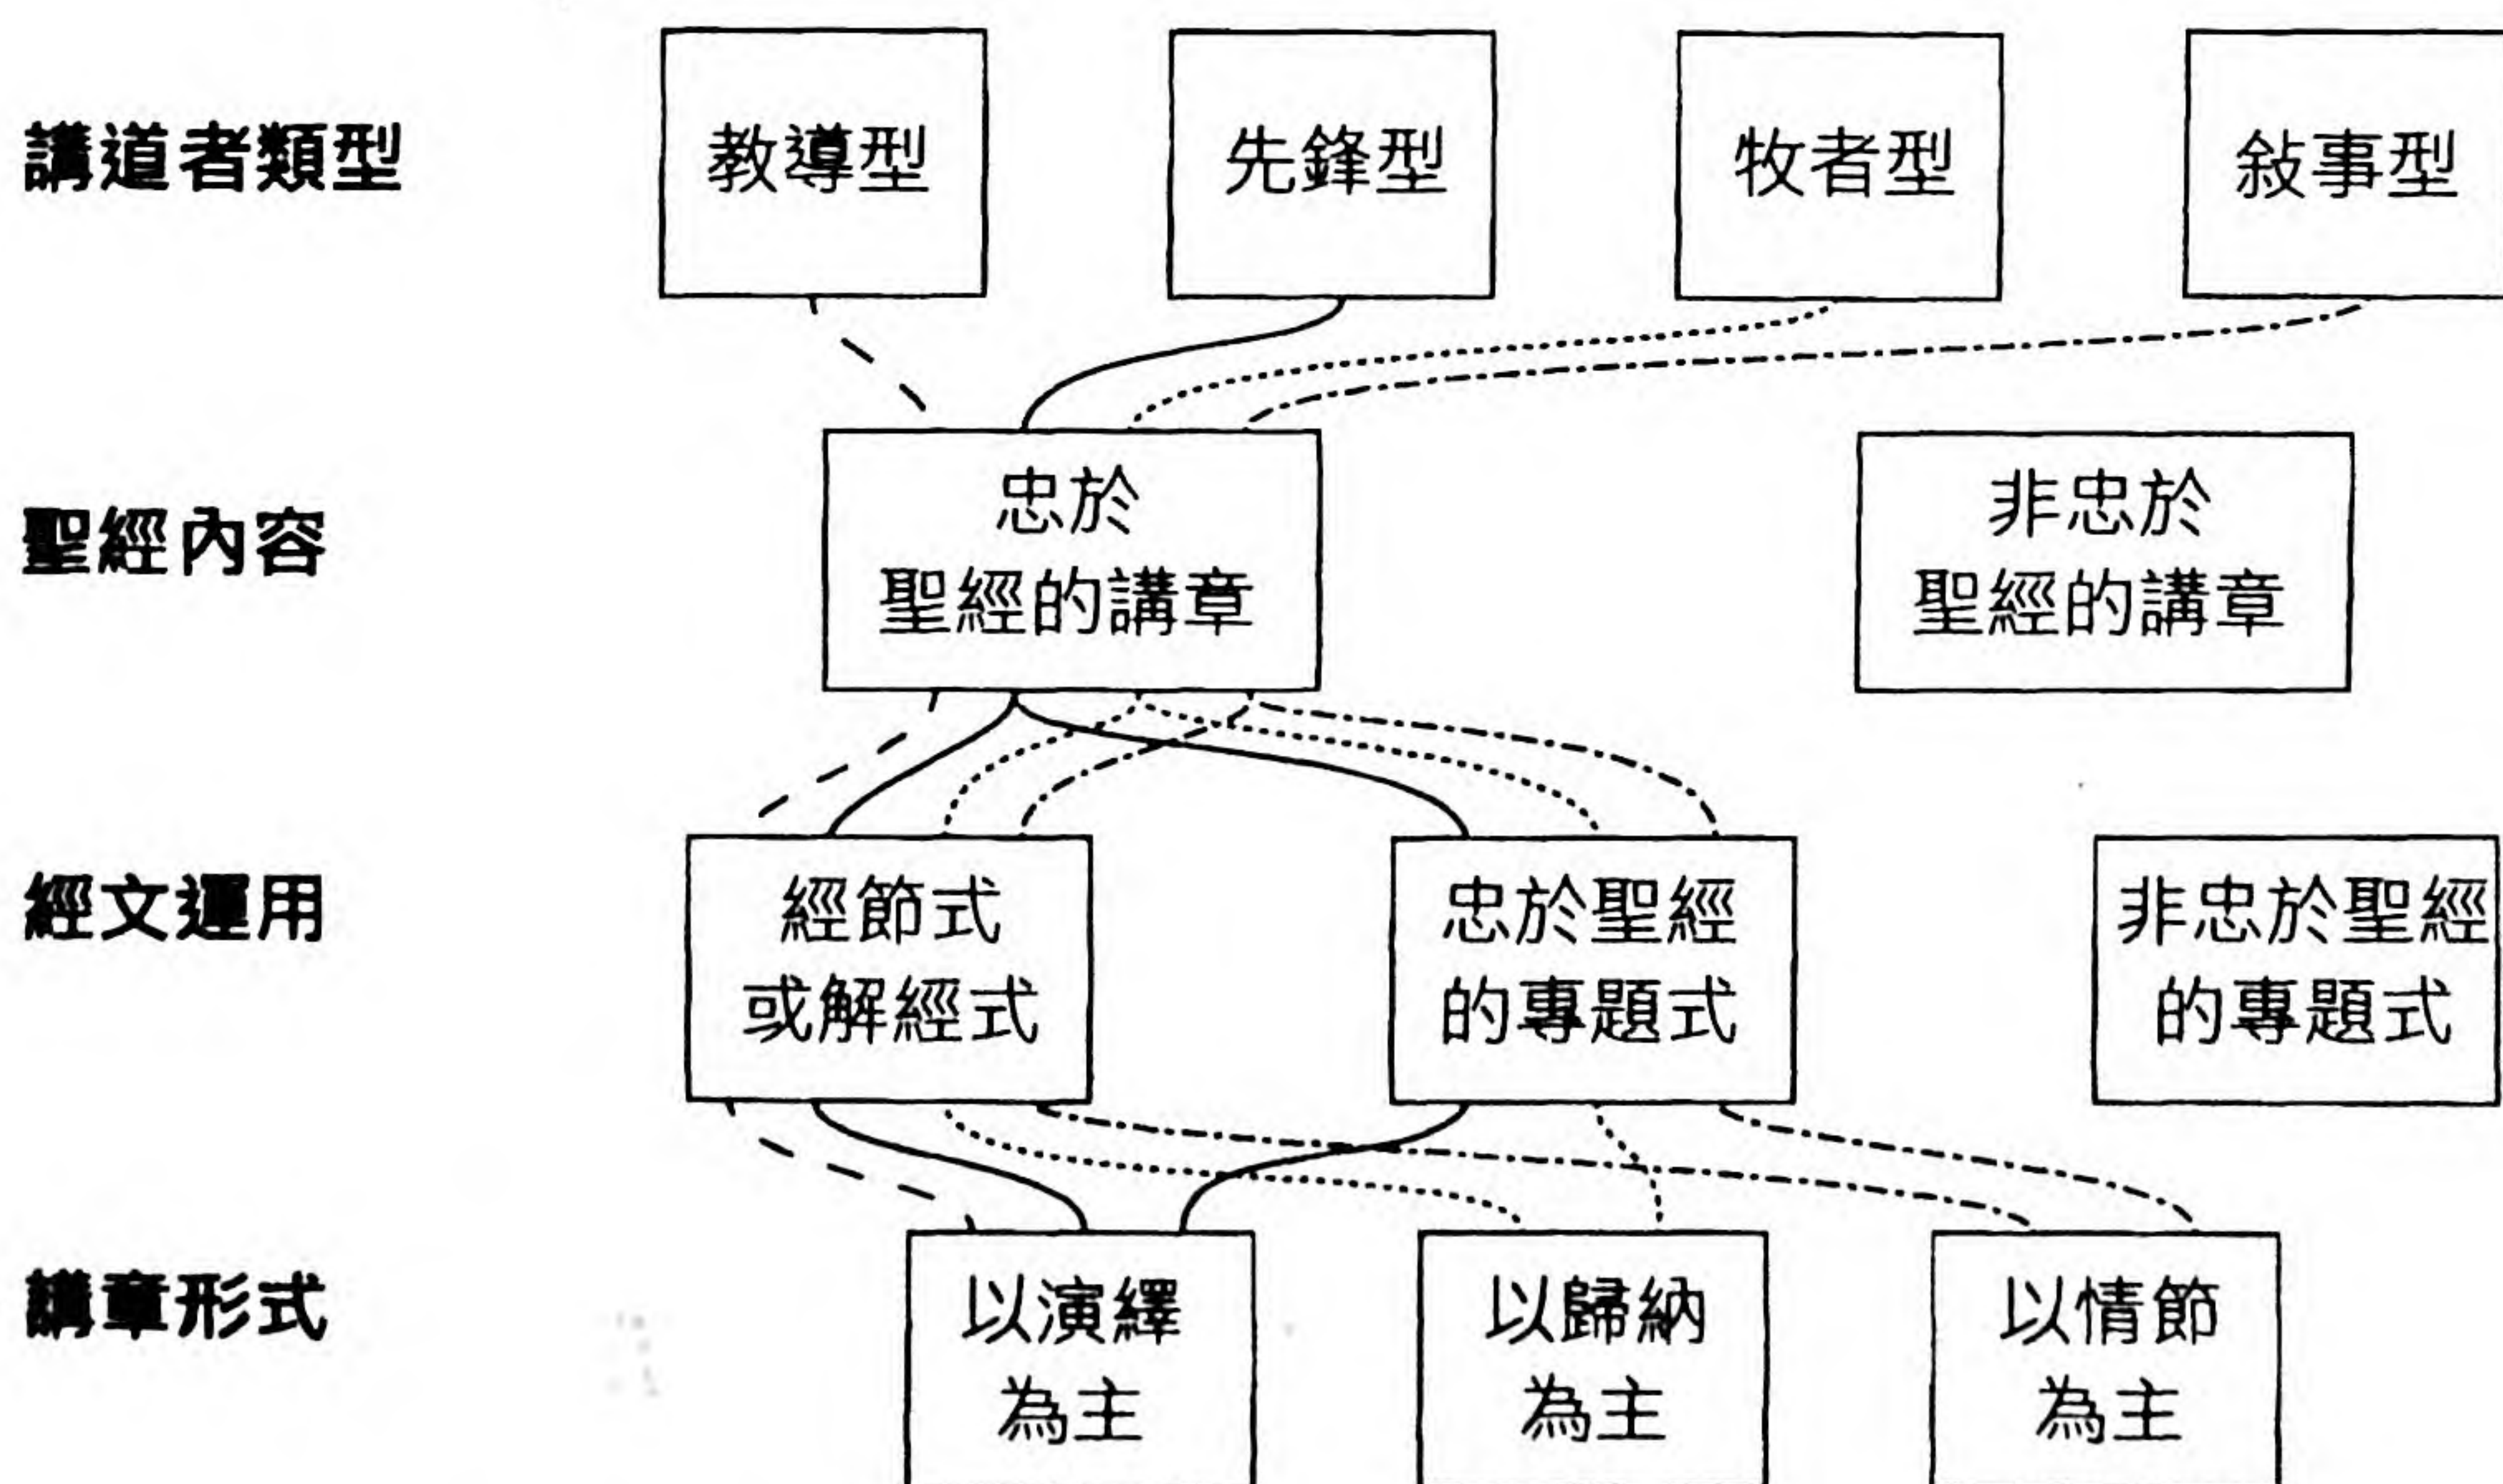 講道者類型
教導型
先鋒型
牧者型
敍事型
聖經內容
忠於
聖經的講章
非忠於
聖經的講章
經文運用
經節式
或解經式
忠於聖經
的專題式
非忠於聖經
的專題式
講章形式
以演繹
為主
以歸納
為主
以情節
為主